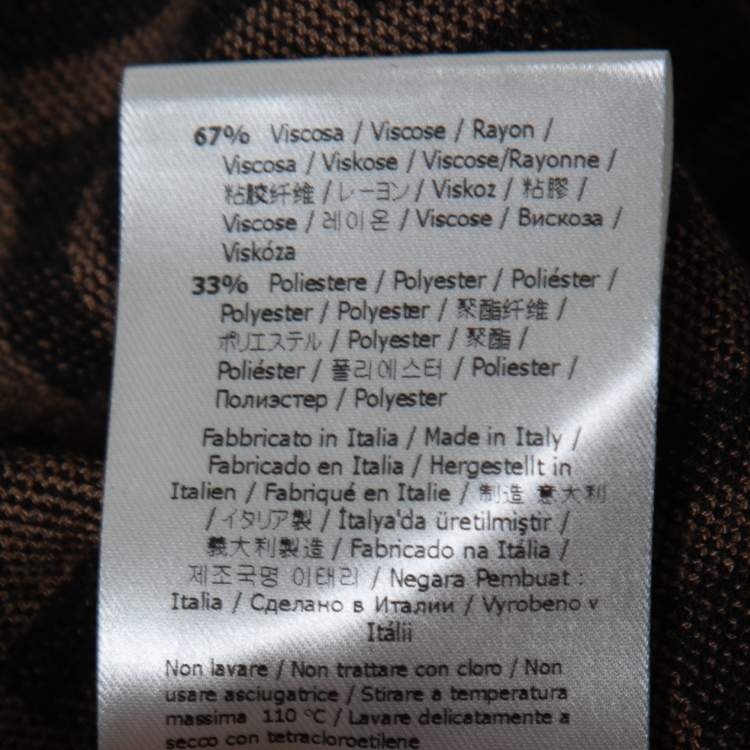 67% Viscosa / Viscose / Rayon /
Viscosa / Viskose / Viscose/Rayonne /
粘胶纤维 / レーヨン / Viskoz / 粘膠 /
Viscose / 레이온 / Viscose / Вискоза /
Viskóza
33% Poliestere / Polyester / Poliéster /
Polyester / Polyester / 聚酯纤维 /
ポリエステル / Polyester / 聚酯 /
Poliéster / 폴리에스터 / Poliester /
Полиэстер / Polyester
Fabbricato in Italia / Made in Italy /
Fabricado en Italia / Hergestellt in
Italien / Fabriqué en Italie / 制造 意大利
/ イタリア製 / İtalya'da üretilmiştir /
義大利製造 / Fabricado na Itália /
제조국명 이태리 / Negara Pembuat :
Italia / Сделано в Италии / Vyrobeno v
Itálii
Non lavare / Non trattare con cloro / Non
usare asciugatrice / Stirare a temperatura
massima 110 °C / Lavare delicatamente a
secco con tetracloroetilene